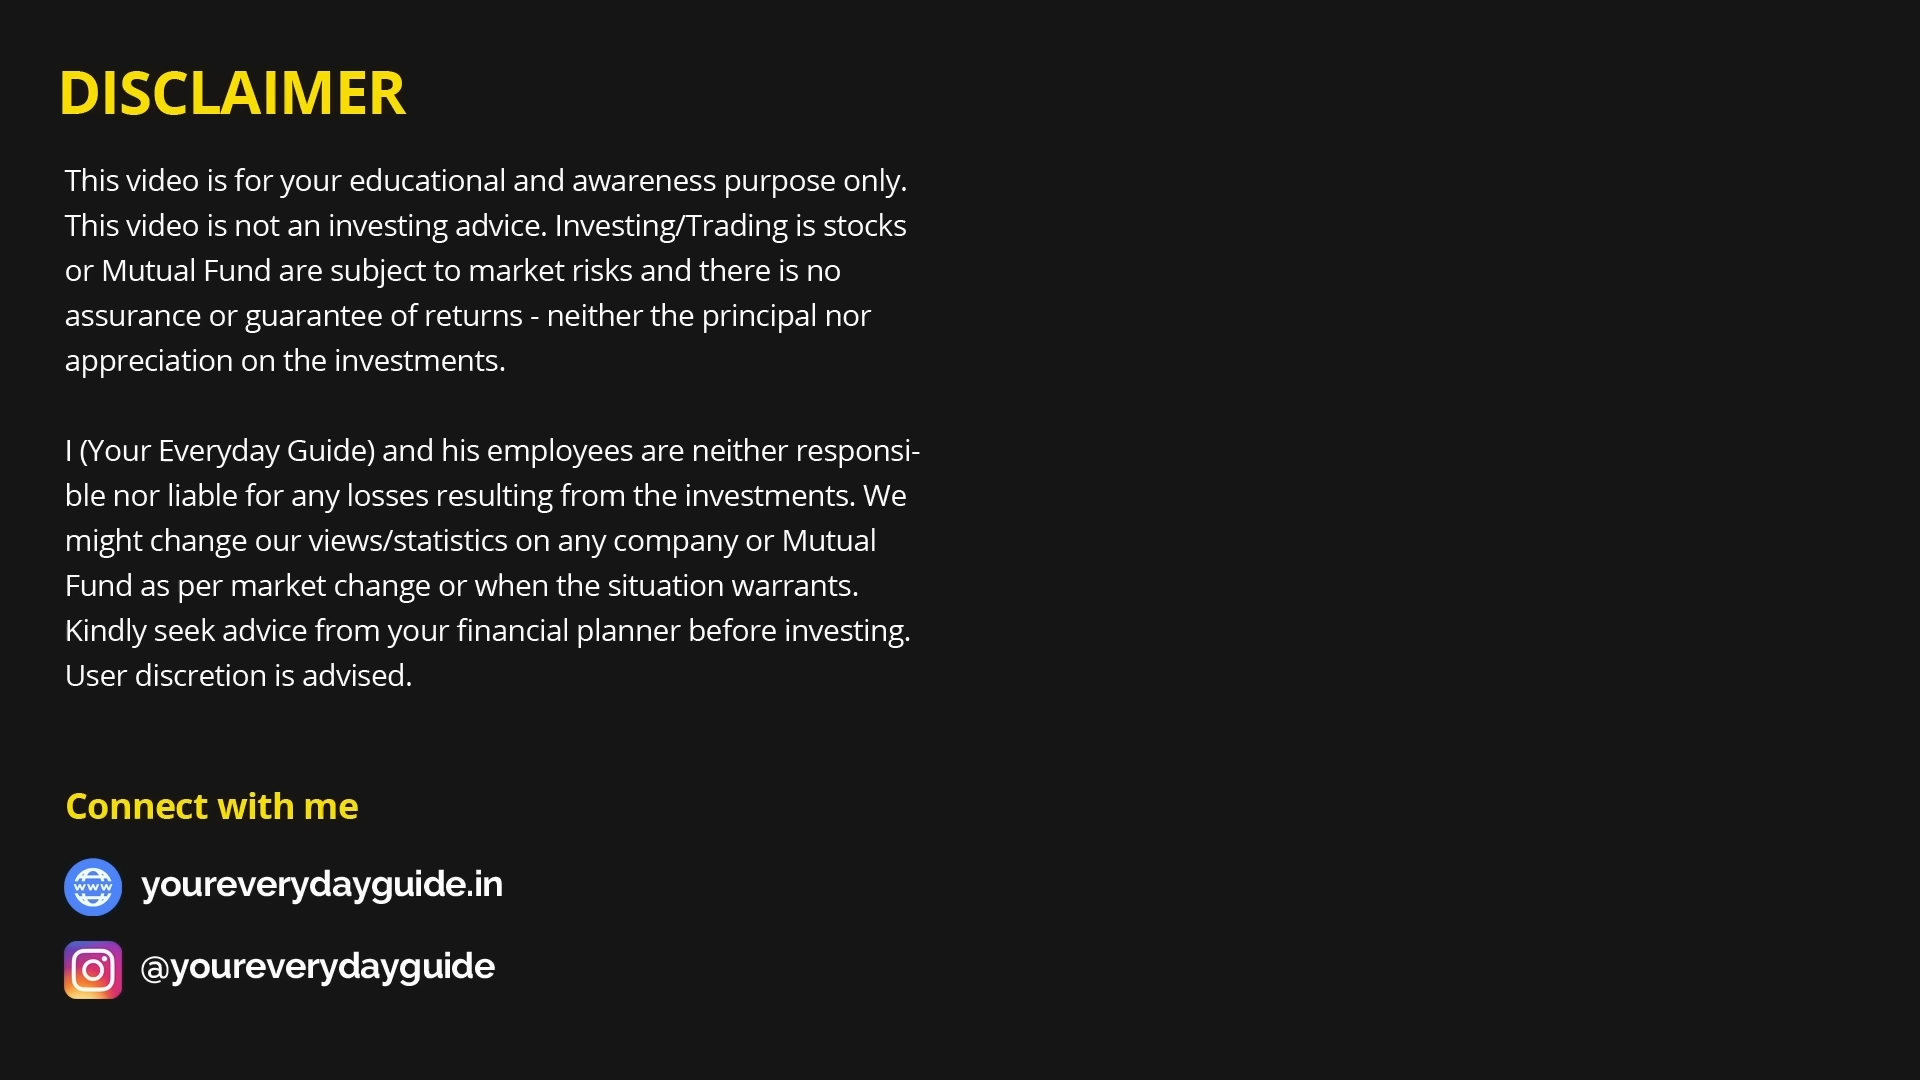 DISCLAIMER
This video is for your educational and awareness purpose only.
This video is not an investing advice. Investing/Trading is stocks
or Mutual Fund are subject to market risks and there is no
assurance or guarantee of returns - neither the principal nor
appreciation on the investments.
I (Your Everyday Guide) and his employees are neither responsi-
ble nor liable for any losses resulting from the investments. We
might change our views/statistics on any company or Mutual
Fund as per market change or when the situation warrants.
Kindly seek advice from your financial planner before investing.
User discretion is advised.
Connect with me
www
youreverydayguide.in
@youreverydayguide